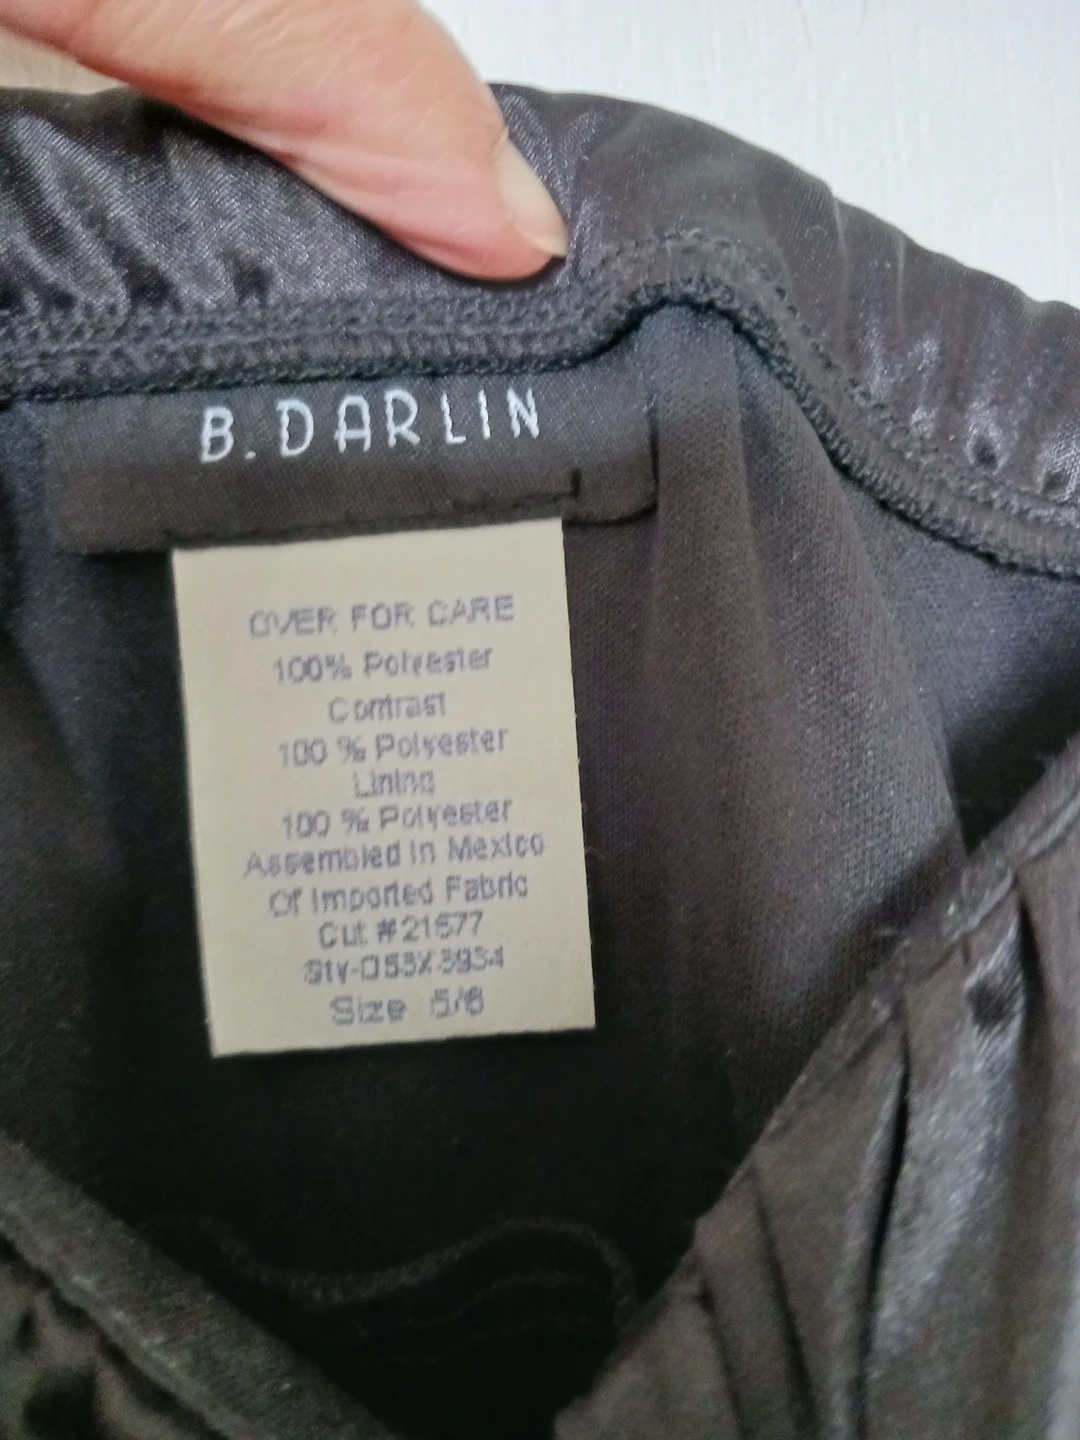 B. DARLIN
OVER FOR CARE
100% Polyester
Contrast
100 % Polyester
Lining
100 % Polyester
Assembled in Mexico
Of Imported Fabric
Cut #21577
Size 5/6